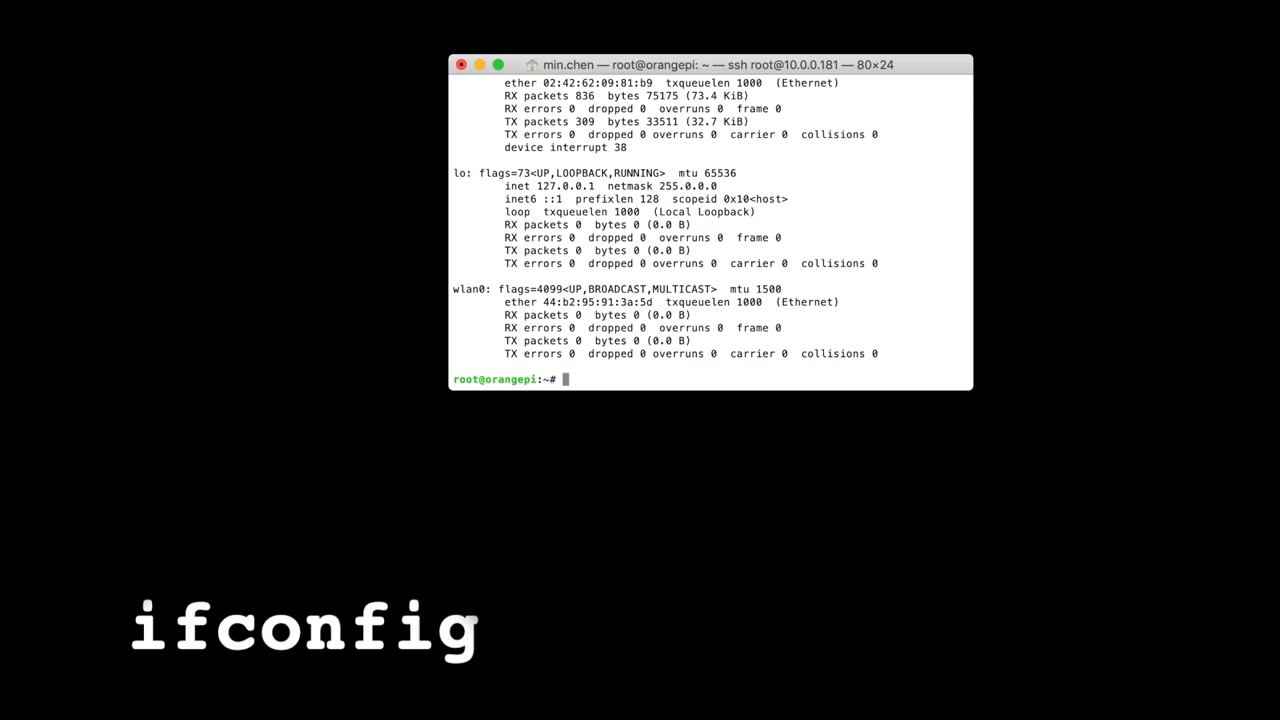 min.chen — root@orangepi: ~ — ssh root@10.0.0.181 — 80×24
ether 02:42:62:09:81:b9  txqueuelen 1000  (Ethernet)
RX packets 836  bytes 75175 (73.4 KiB)
RX errors 0  dropped 0  overruns 0  frame 0
TX packets 309  bytes 33511 (32.7 KiB)
TX errors 0  dropped 0 overruns 0  carrier 0  collisions 0
device interrupt 38
lo: flags=73<UP,LOOPBACK,RUNNING>  mtu 65536
inet 127.0.0.1  netmask 255.0.0.0
inet6 ::1  prefixlen 128  scopeid 0x10<host>
loop  txqueuelen 1000  (Local Loopback)
RX packets 0  bytes 0 (0.0 B)
RX errors 0  dropped 0  overruns 0  frame 0
TX packets 0  bytes 0 (0.0 B)
TX errors 0  dropped 0 overruns 0  carrier 0  collisions 0
wlan0: flags=4099<UP,BROADCAST,MULTICAST>  mtu 1500
ether 44:b2:95:91:3a:5d  txqueuelen 1000  (Ethernet)
RX packets 0  bytes 0 (0.0 B)
RX errors 0  dropped 0  overruns 0  frame 0
TX packets 0  bytes 0 (0.0 B)
TX errors 0  dropped 0 overruns 0  carrier 0  collisions 0
root@orangepi:~#
ifconfig